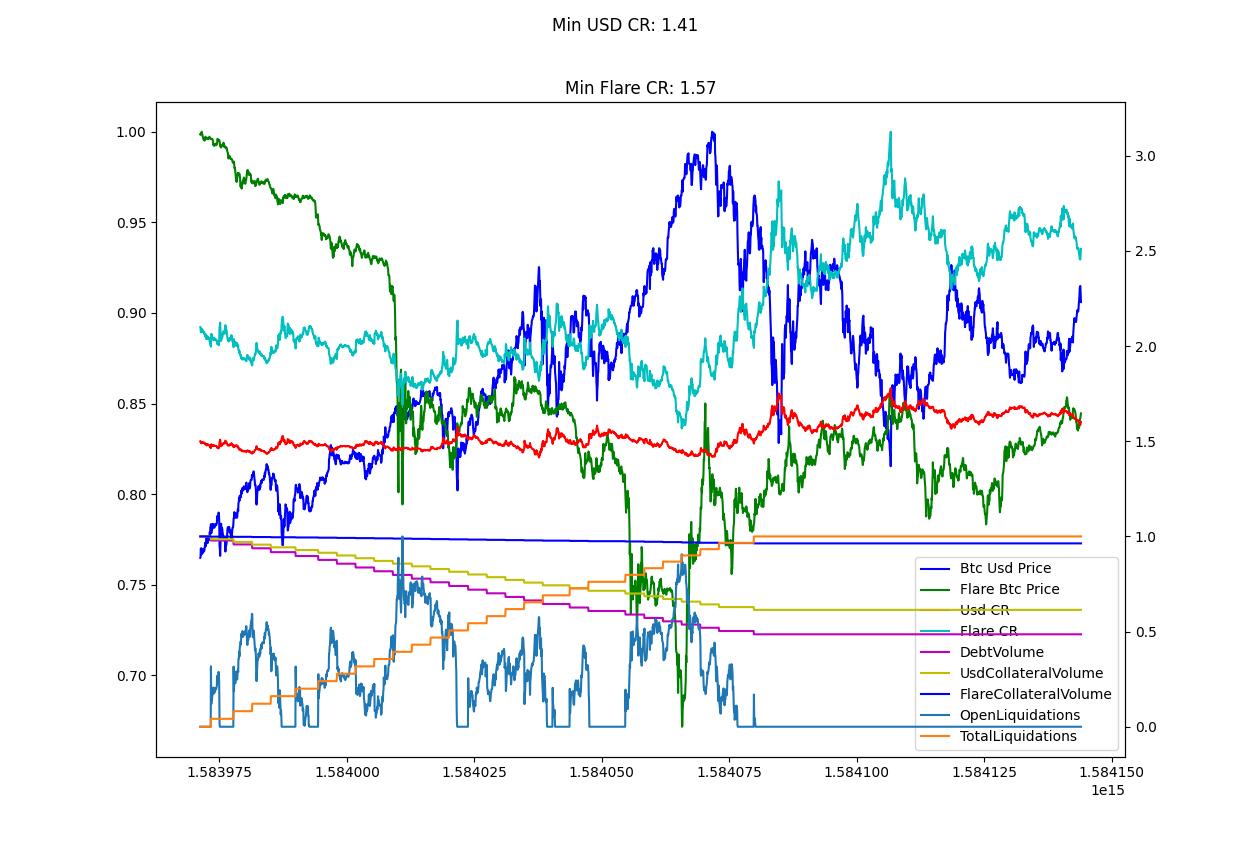 Min USD CR: 1.41
Min Flare CR: 1.57
1.00
0.95
0.90
0.85
0.80
0.75
0.70
3.0
2.5
2.0
1.5
1.0
0.5
0.0
Btc Usd Price
Flare Btc Price
Usd CR
Flare CR
DebtVolume
UsdCollateralVolume
FlareCollateralVolume
OpenLiquidations
TotalLiquidations
1.583975 1.584000 1.584025 1.584050 1.584075 1.584100 1.584125 1.584150
1e15